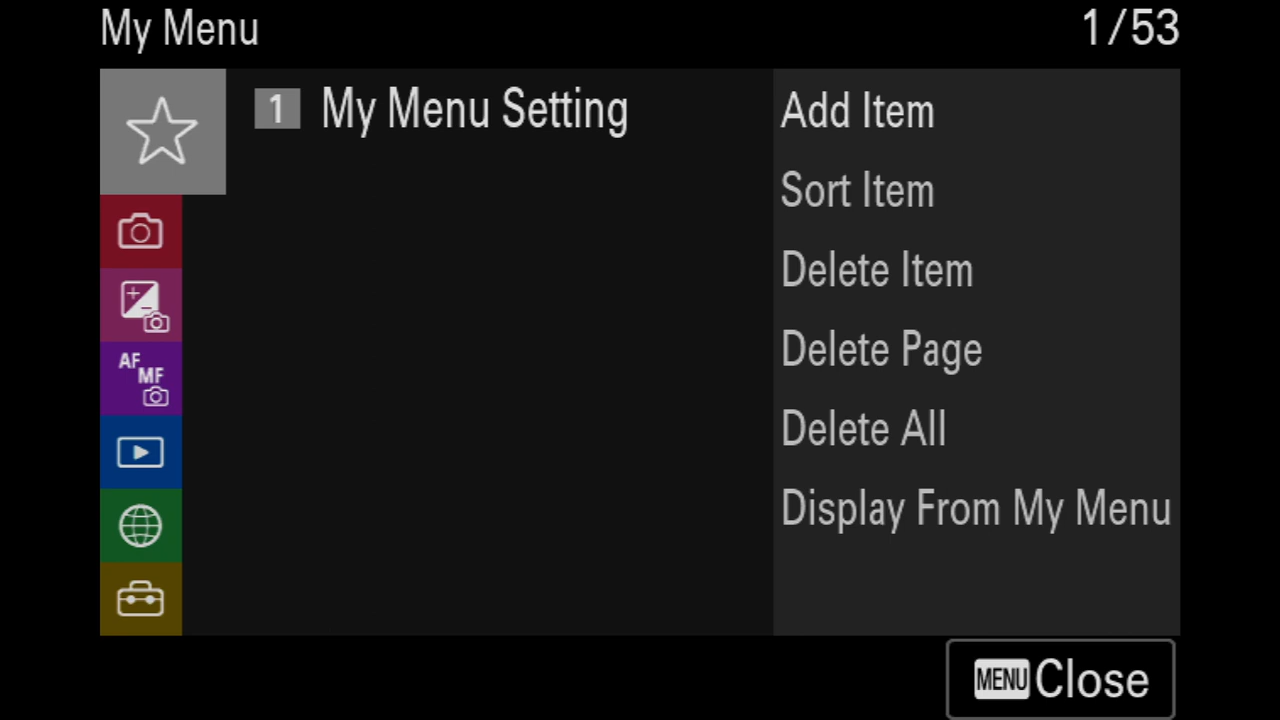 My Menu
1/53
1 My Menu Setting
Add Item
Sort Item
Delete Item
Delete Page
Delete All
Display From My Menu
AF
MF
MENU Close